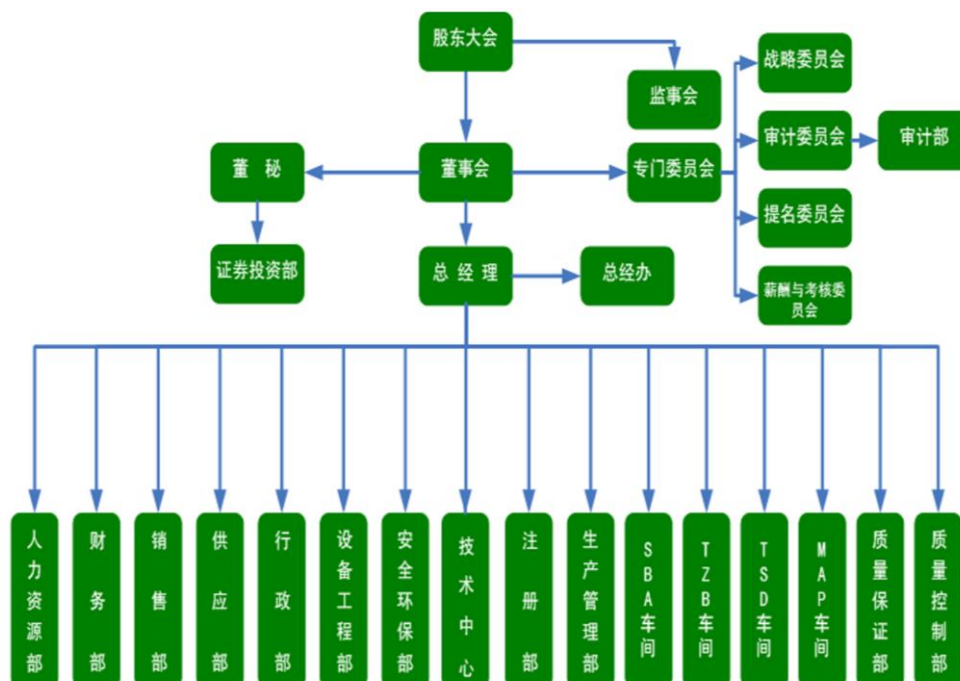 股东大会
监事会
战略委员会
审计委员会
审计部
董 秘
董事会
专门委员会
提名委员会
证券投资部
总 经 理
总经办
薪酬与考核委
员会
人力资源部
财务部
销售部
供应部
行政部
设备工程部
安全环保部
技术中心
注册部
生产管理部
SBA车间
TZB车间
TSD车间
MAP车间
质量保证部
质量控制部